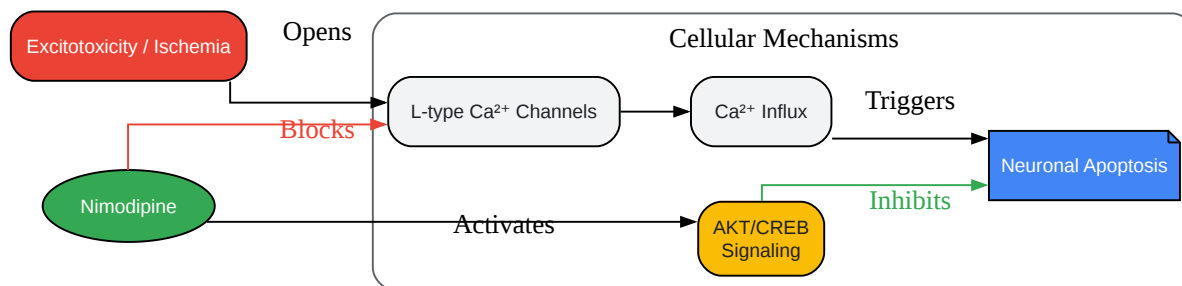 Opens
Excitotoxicity / Ischemia
Cellular Mechanisms
L-type Ca²⁺ Channels
Ca²⁺ Influx
Triggers
Blocks
Neuronal Apoptosis
Nimodipine
Activates
AKT/CREB
Signaling
Inhibits